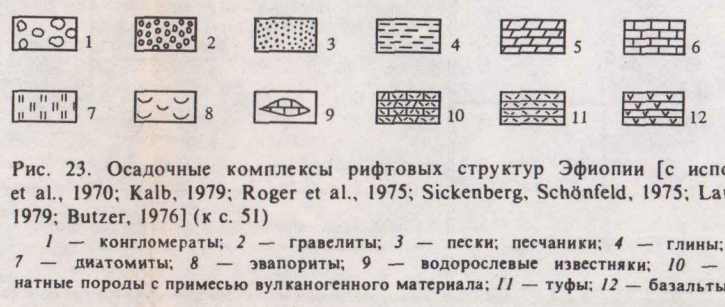 1 2 3 4 5 6
7 8 9 10 11 12
Рис. 23. Осадочные комплексы рифтовых структур Эфиопии [с
et al., 1970; Kalb, 1979; Roger et al., 1975; Sickenberg, Schönfeld, 1975;
1979; Butzer, 1976] (к с. 51)
1 — конгломераты; 2 — гравелиты; 3 — пески; песчаники; 4 — глины;
7 — диатомиты; 8 — эвапориты; 9 — водорослевые известняки; 10 —
натные породы с примесью вулканогенного материала; 11 — туфы; 12 — базальты